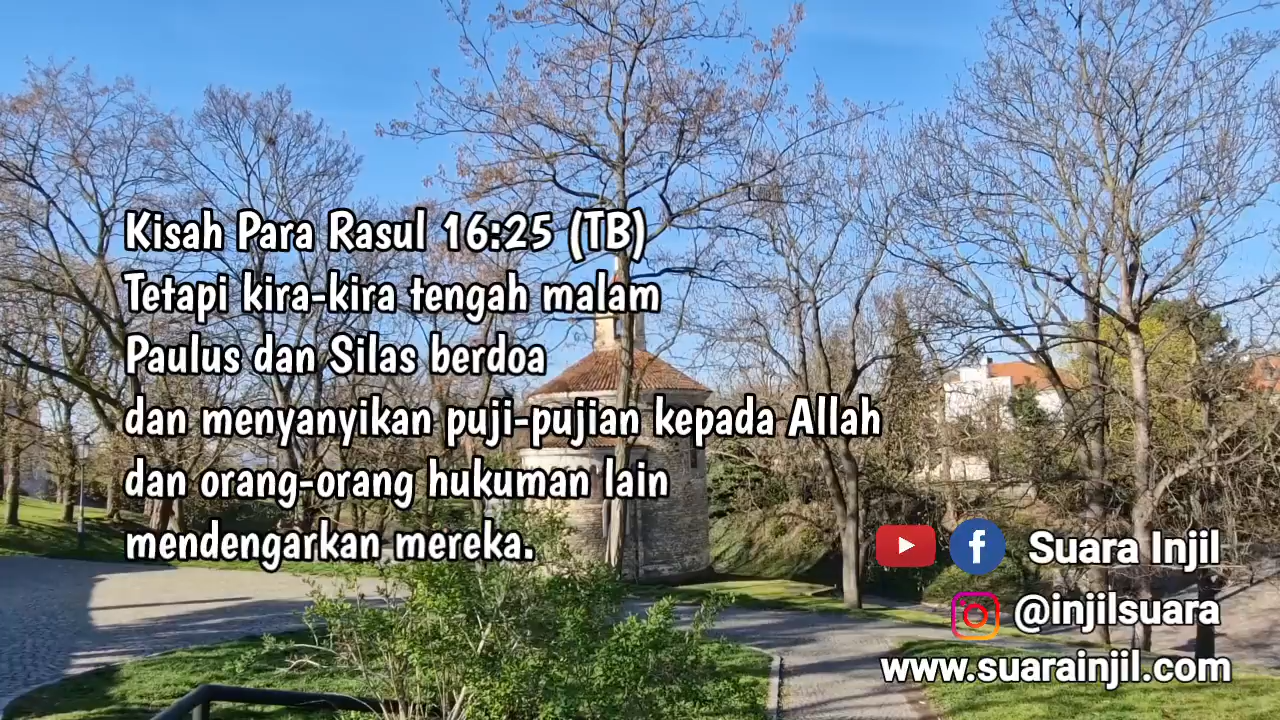 Kisah Para Rasul 16:25 (TB)
Tetapi kira-kira tengah malam
Paulus dan Silas berdoa
dan menyanyikan puji-pujian kepada Allah
dan orang-orang hukuman lain
mendengarkan mereka.
Suara Injil
@injilsuara
www.suarainjil.com